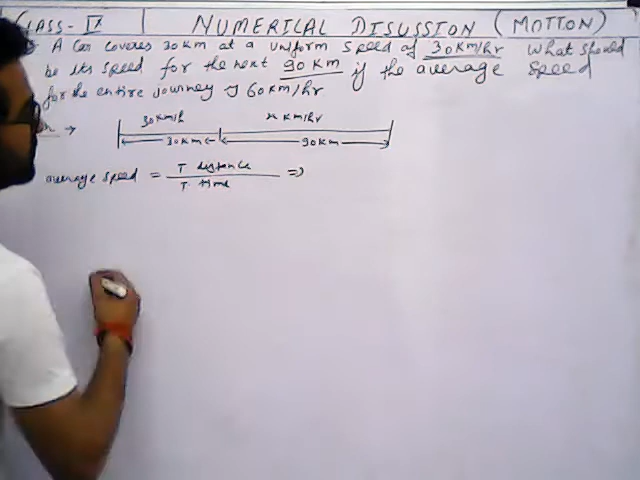 CLASS - IX NUMERICAL DISUSSION (MOTION)
A Car covers 30 km at a uniform speed of 30 km/hr What should
be its speed for the next 90 km if the average speed
for the entire journey is 60 km/hr
→ 30 km/h x km/hr
30 km 90 km
average speed = T distance / T. time ⇒